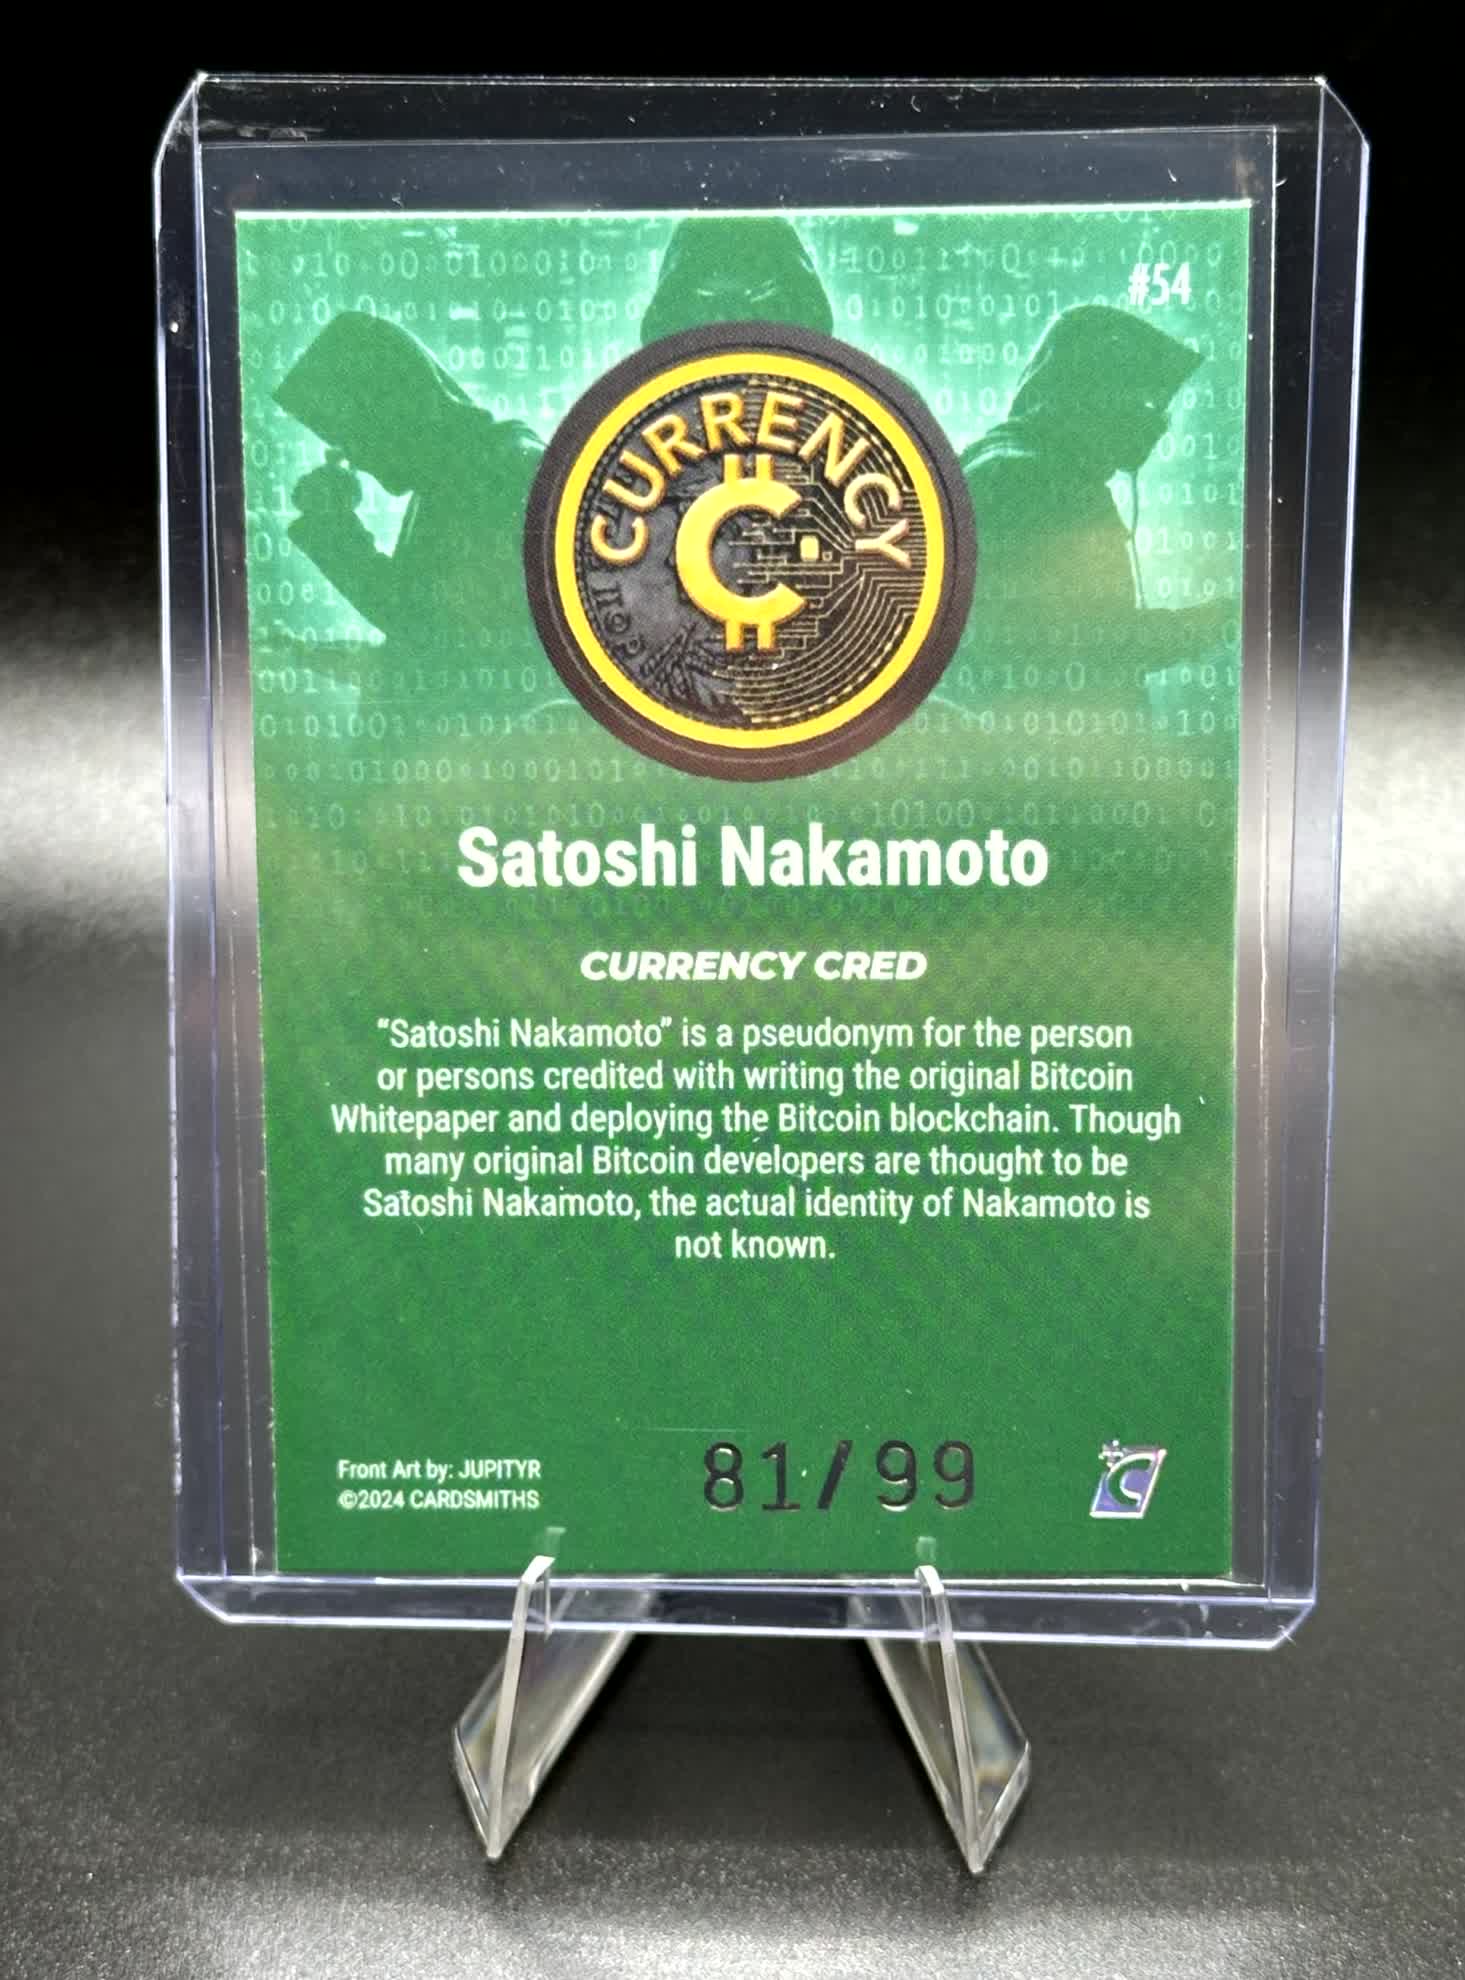 #54
CURRENCY
Satoshi Nakamoto
CURRENCY CRED
“Satoshi Nakamoto” is a pseudonym for the person
or persons credited with writing the original Bitcoin
Whitepaper and deploying the Bitcoin blockchain. Though
many original Bitcoin developers are thought to be
Satoshi Nakamoto, the actual identity of Nakamoto is
not known.
Front Art by: JUPITYR
©2024 CARDSMITHS
81/99